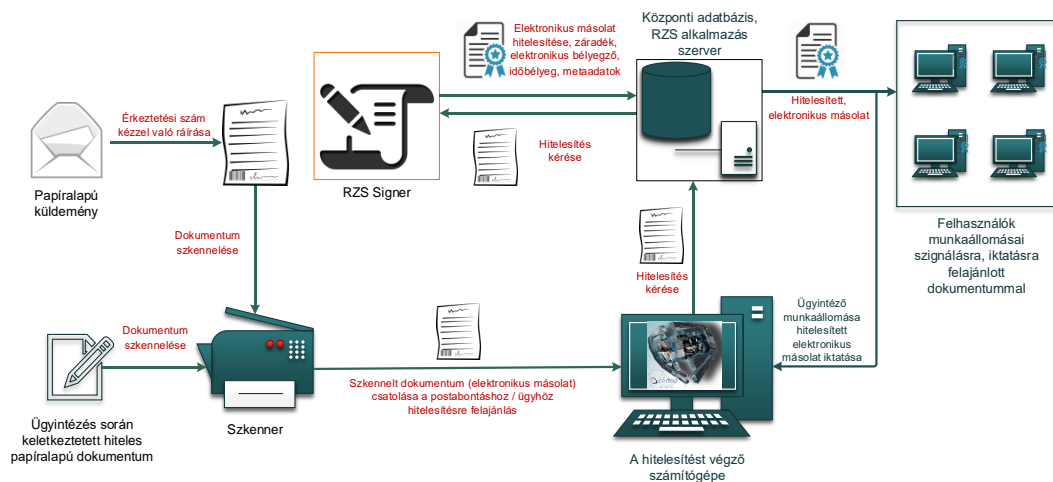 Elektronikus másolat
hitelesítése, záradék,
elektronikus bélyegző,
időbélyeg, metaadatok
Központi adatbázis,
RZS alkalmazás
szerver
Érkeztetési szám
kézzel való ráírása
Hitelesítés
kérése
Hitelesített,
elektronikus másolat
Papíralapú
küldemény
RZS Signer
Dokumentum
szkennelése
Hitelesítés
kérése
Felhasználók
munkaállomásai
szignálásra, iktatásra
felajánlott
dokumentummal
Dokumentum
szkennelése
Szkennelt dokumentum (elektronikus másolat)
csatolása a postabontáshoz / ügyhöz
hitelesítésre felajánlás
Ügyintéző
munkaállomása
hitelesített
elektronikus
másolat iktatása
Ügyintézés során
keletkeztetett hiteles
papíralapú dokumentum
Szkenner
A hitelesítést végző
számítógépe